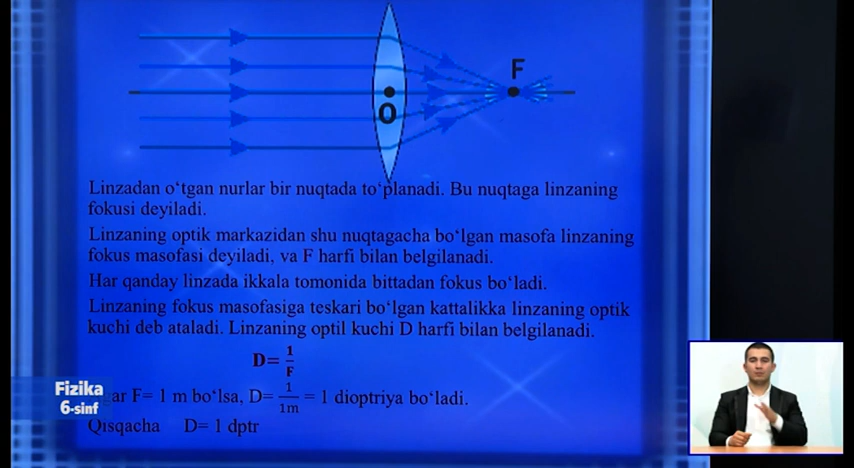 F
O
Linzadan o‘tgan nurlar bir nuqtada to‘planadi. Bu nuqtaga linzaning
fokusi deyiladi.
Linzaning optik markazidan shu nuqtagacha bo‘lgan masofa linzaning
fokus masofasi deyiladi, va F harfi bilan belgilanadi.
Har qanday linzada ikkala tomonida bittadan fokus bo‘ladi.
Linzaning fokus masofasiga teskari bo‘lgan kattalikka linzaning optik
kuchi deb ataladi. Linzaning optil kuchi D harfi bilan belgilanadi.
D= 1/F
F= 1 m bo‘lsa, D= 1/1m = 1 dioptriya bo‘ladi.
Qisqacha D= 1 dptr
Fizika
6-sinf